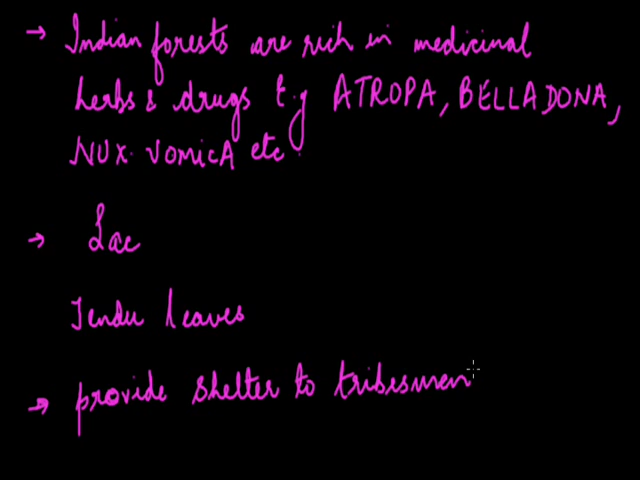 → Indian forests are rich in medicinal
herbs & drugs E.g ATROPA, BELLADONA,
NUX VOMICA etc.
→ Lac
Tendu leaves
→ provide shelter to tribesmen